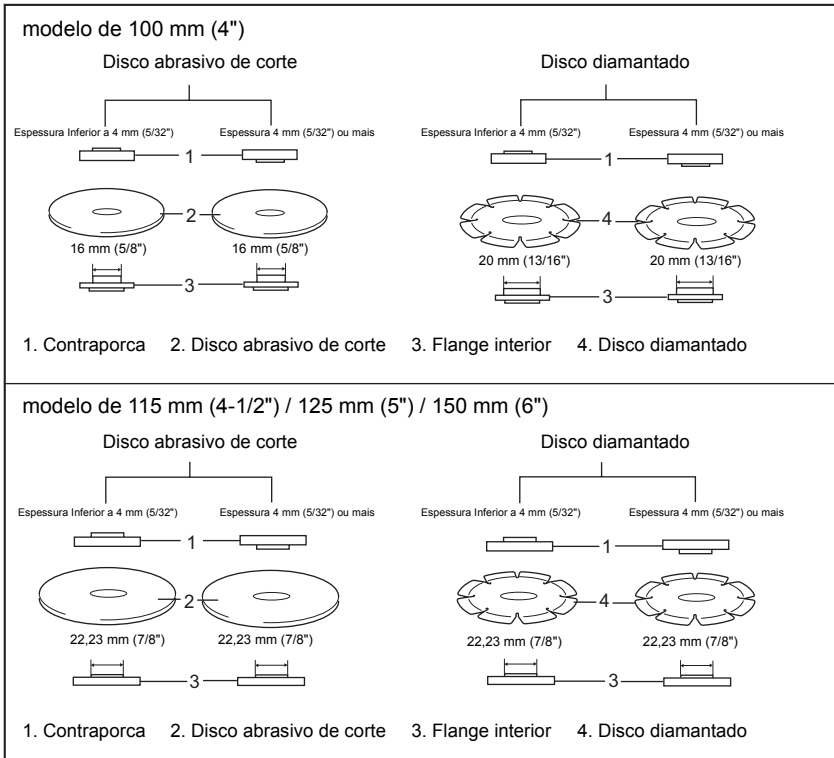 modelo de 100 mm (4")
Disco abrasivo de corte
Disco diamantado
Espessura Inferior a 4 mm (5/32")
Espessura 4 mm (5/32") ou mais
Espessura Inferior a 4 mm (5/32")
Espessura 4 mm (5/32") ou mais
1
1
2
4
16 mm (5/8")
16 mm (5/8")
20 mm (13/16")
20 mm (13/16")
3
3
1. Contraporca 2. Disco abrasivo de corte 3. Flange interior 4. Disco diamantado
modelo de 115 mm (4-1/2") / 125 mm (5") / 150 mm (6")
Disco abrasivo de corte
Disco diamantado
Espessura Inferior a 4 mm (5/32")
Espessura 4 mm (5/32") ou mais
Espessura Inferior a 4 mm (5/32")
Espessura 4 mm (5/32") ou mais
1
1
2
4
22,23 mm (7/8")
22,23 mm (7/8")
22,23 mm (7/8")
22,23 mm (7/8")
3
3
1. Contraporca 2. Disco abrasivo de corte 3. Flange interior 4. Disco diamantado